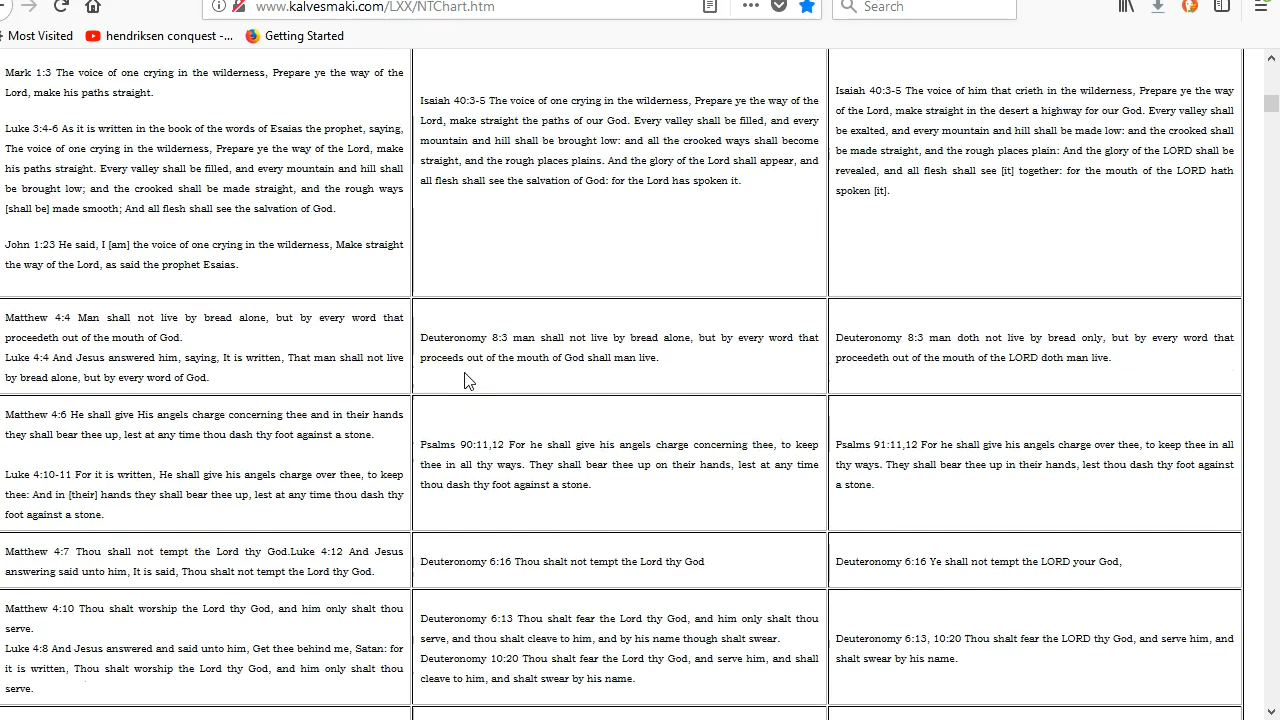 www.kalvesmaki.com/LXX/NTChart.htm
Search
Most Visited
hendriksen conquest -...
Getting Started
Mark 1:3 The voice of one crying in the wilderness, Prepare ye the way of the
Lord, make his paths straight.
Luke 3:4-6 As it is written in the book of the words of Esaias the prophet, saying,
The voice of one crying in the wilderness, Prepare ye the way of the Lord, make
his paths straight. Every valley shall be filled, and every mountain and hill shall
be brought low; and the crooked shall be made straight, and the rough ways
[shall be] made smooth; And all flesh shall see the salvation of God.
John 1:23 He said, I [am] the voice of one crying in the wilderness, Make straight
the way of the Lord, as said the prophet Esaias.
Isaiah 40:3-5 The voice of one crying in the wilderness, Prepare ye the way of the
Lord, make straight the paths of our God. Every valley shall be filled, and every
mountain and hill shall be brought low: and all the crooked ways shall become
straight, and the rough places plains. And the glory of the Lord shall appear, and
all flesh shall see the salvation of God: for the Lord has spoken it.
Isaiah 40:3-5 The voice of him that crieth in the wilderness, Prepare ye the way
of the Lord, make straight in the desert a highway for our God. Every valley shall
be exalted, and every mountain and hill shall be made low: and the crooked shall
be made straight, and the rough places plain: And the glory of the LORD shall be
revealed, and all flesh shall see [it] together: for the mouth of the LORD hath
spoken [it].
Matthew 4:4 Man shall not live by bread alone, but by every word that
proceedeth out of the mouth of God.
Luke 4:4 And Jesus answered him, saying, It is written, That man shall not live
by bread alone, but by every word of God.
Deuteronomy 8:3 man shall not live by bread alone, but by every word that
proceeds out of the mouth of God shall man live.
Deuteronomy 8:3 man doth not live by bread only, but by every word that
proceedeth out of the mouth of the LORD doth man live.
Matthew 4:6 He shall give His angels charge concerning thee and in their hands
they shall bear thee up, lest at any time thou dash thy foot against a stone.
Luke 4:10-11 For it is written, He shall give his angels charge over thee, to keep
thee: And in [their] hands they shall bear thee up, lest at any time thou dash thy
foot against a stone.
Psalms 90:11,12 For he shall give his angels charge concerning thee, to keep
thee in all thy ways. They shall bear thee up on their hands, lest at any time
thou dash thy foot against a stone.
Psalms 91:11,12 For he shall give his angels charge over thee, to keep thee in all
thy ways. They shall bear thee up in their hands, lest thou dash thy foot against
a stone.
Matthew 4:7 Thou shall not tempt the Lord thy God.Luke 4:12 And Jesus
answering said unto him, It is said, Thou shalt not tempt the Lord thy God.
Deuteronomy 6:16 Thou shalt not tempt the Lord thy God
Deuteronomy 6:16 Ye shall not tempt the LORD your God,
Matthew 4:10 Thou shalt worship the Lord thy God, and him only shalt thou
serve.
Luke 4:8 And Jesus answered and said unto him, Get thee behind me, Satan: for
it is written, Thou shalt worship the Lord thy God, and him only shalt thou
serve.
Deuteronomy 6:13 Thou shalt fear the Lord thy God, and him only shalt thou
serve, and thou shalt cleave to him, and by his name though shalt swear.
Deuteronomy 10:20 Thou shalt fear the Lord thy God, and serve him, and shall
cleave to him, and shalt swear by his name.
Deuteronomy 6:13, 10:20 Thou shalt fear the LORD thy God, and serve him, and
shalt swear by his name.